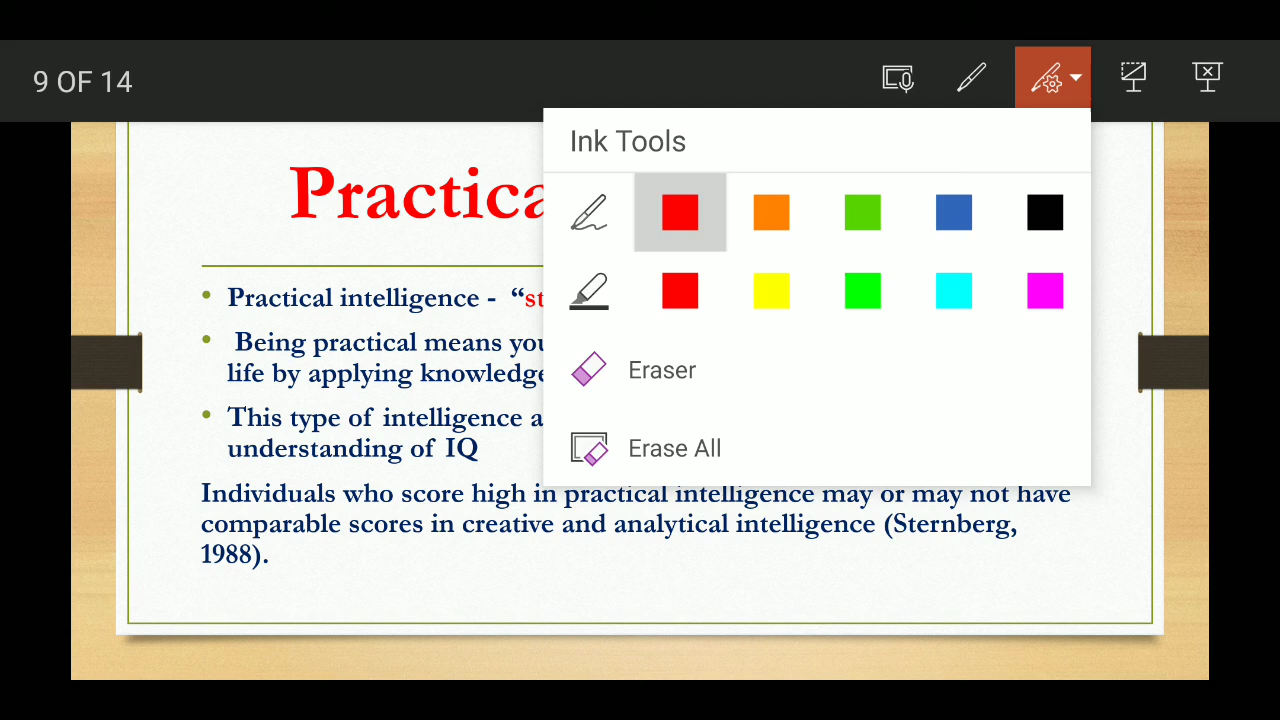 9 OF 14
Ink Tools
Practica
Practical intelligence - “st
Being practical means you
life by applying knowledge
Eraser
This type of intelligence a
understanding of IQ
Erase All
Individuals who score high in practical intelligence may or may not have
comparable scores in creative and analytical intelligence (Sternberg,
1988).